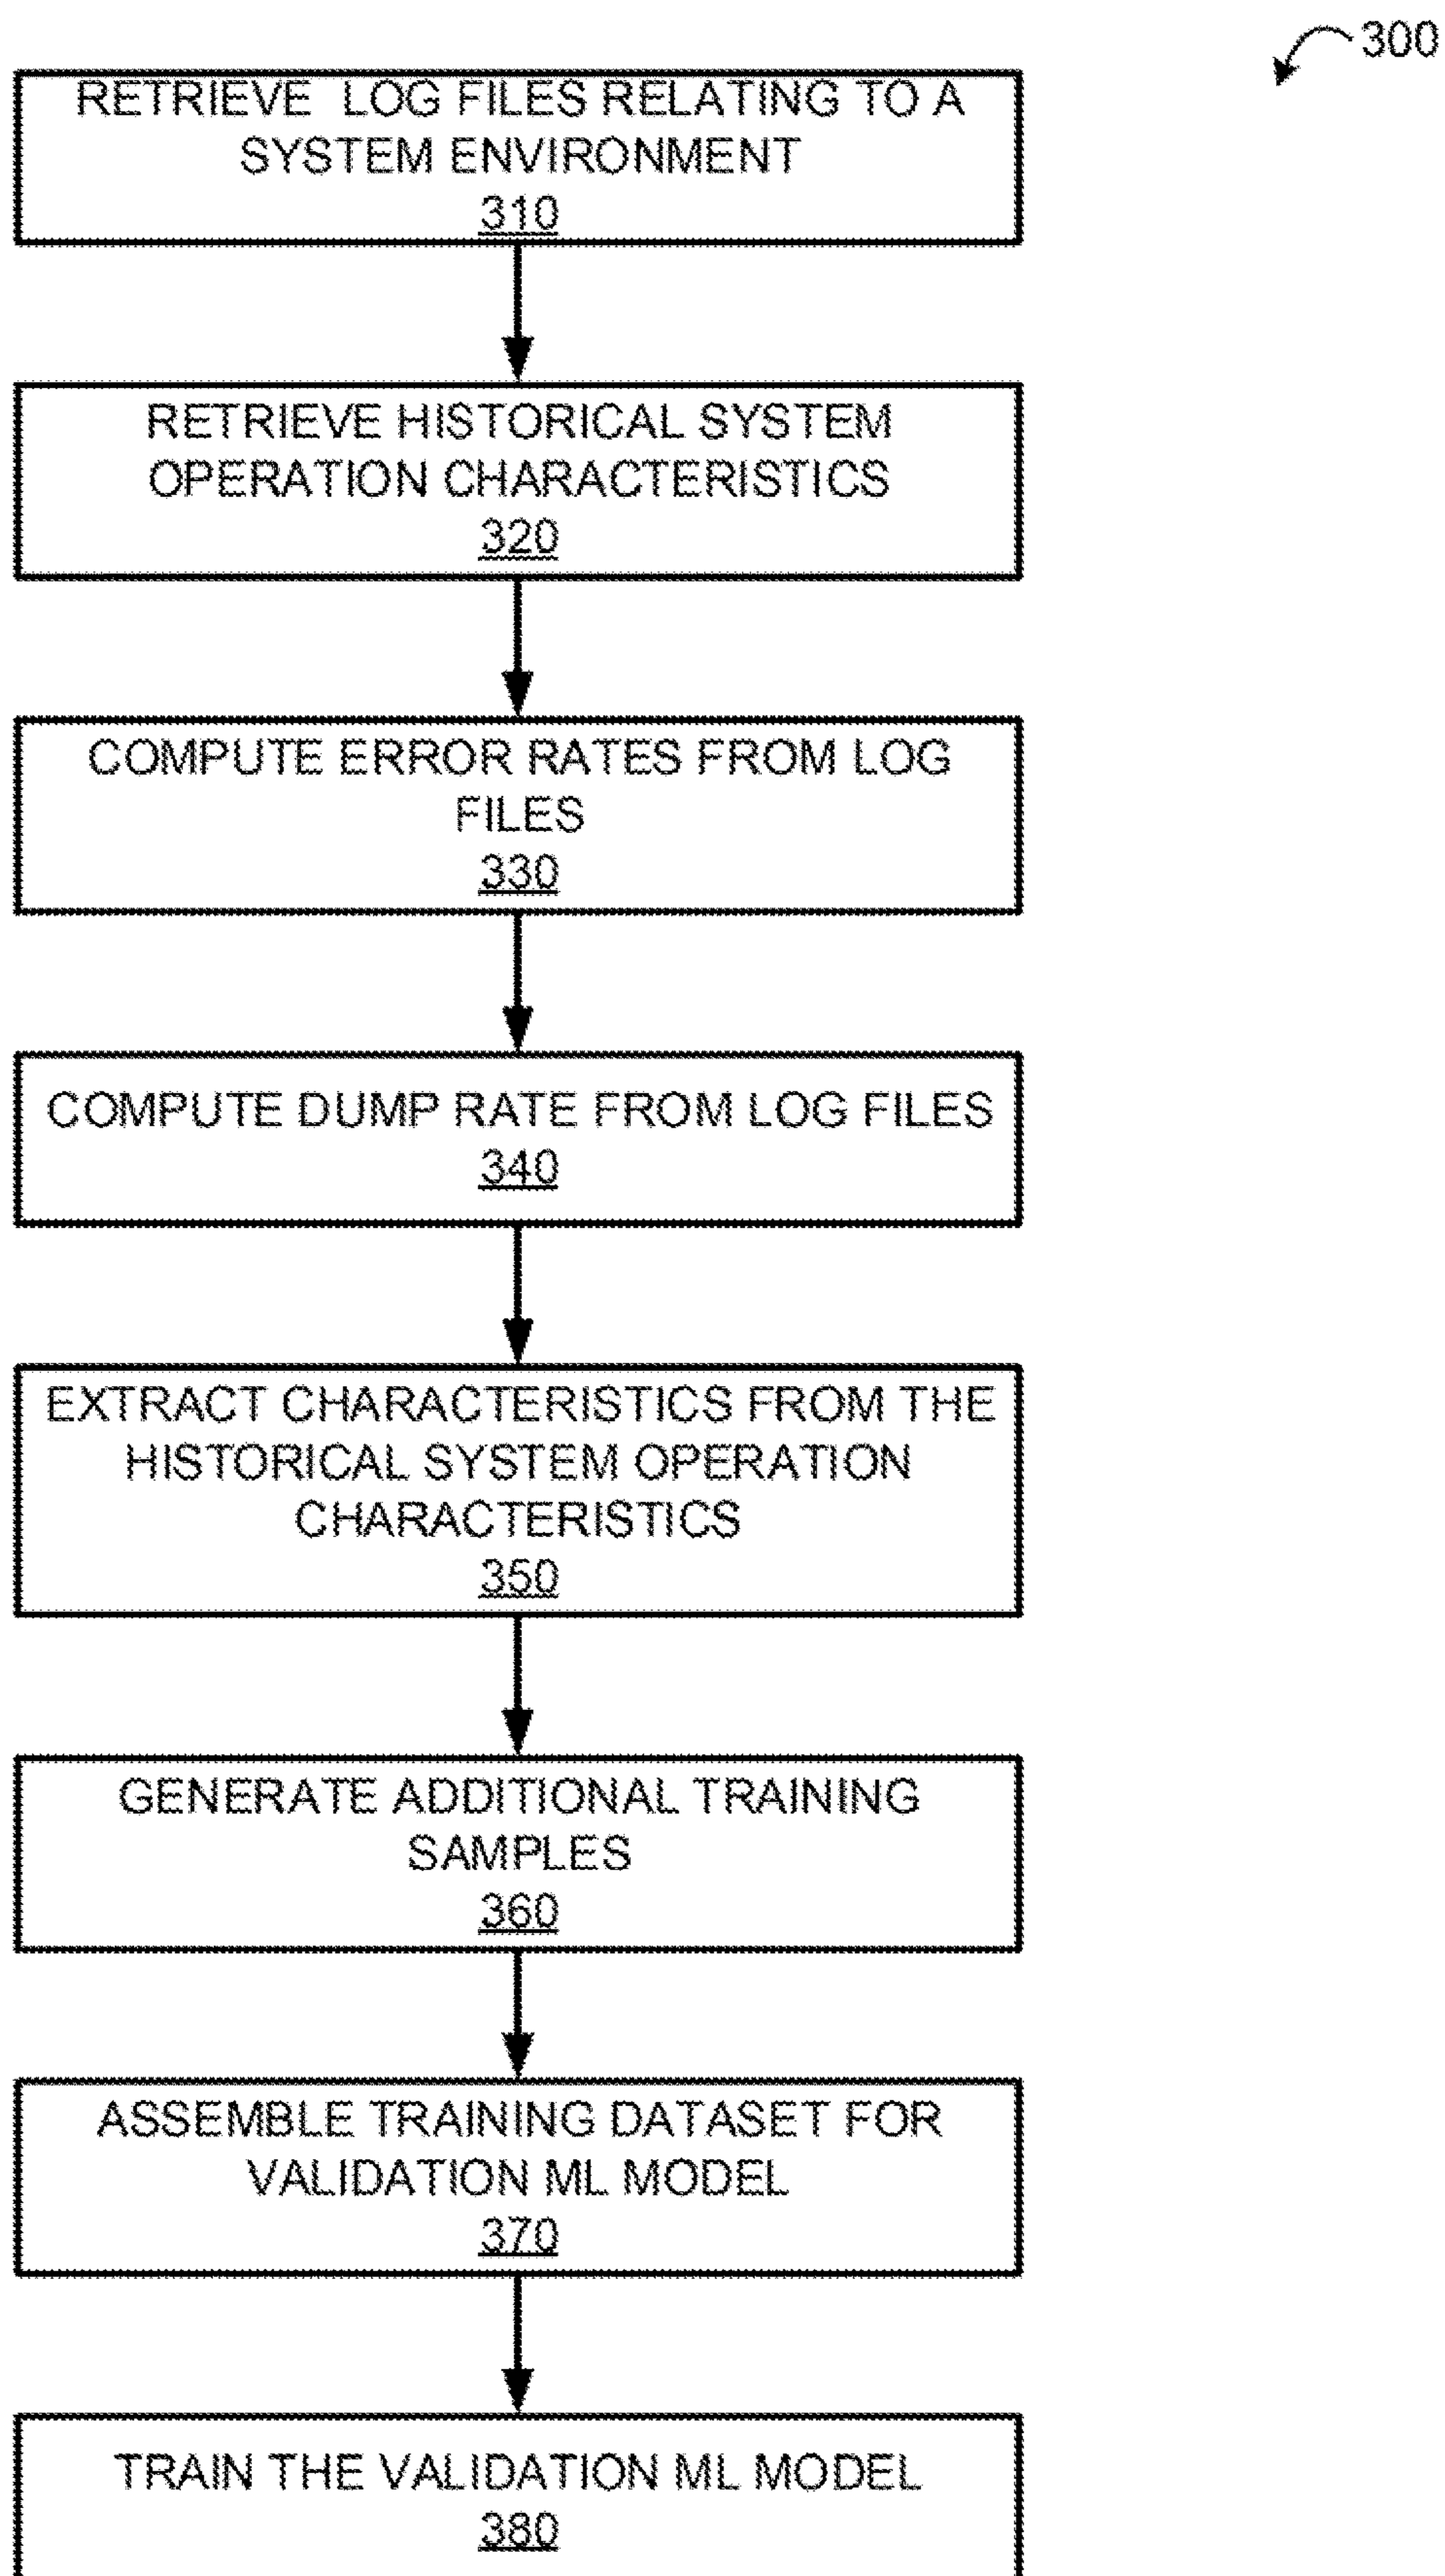 300
RETRIEVE LOG FILES RELATING TO A
SYSTEM ENVIRONMENT
310
RETRIEVE HISTORICAL SYSTEM
OPERATION CHARACTERISTICS
320
COMPUTE ERROR RATES FROM LOG
FILES
330
COMPUTE DUMP RATE FROM LOG FILES
340
EXTRACT CHARACTERISTICS FROM THE
HISTORICAL SYSTEM OPERATION
CHARACTERISTICS
350
GENERATE ADDITIONAL TRAINING
SAMPLES
360
ASSEMBLE TRAINING DATASET FOR
VALIDATION ML MODEL
370
TRAIN THE VALIDATION ML MODEL
380